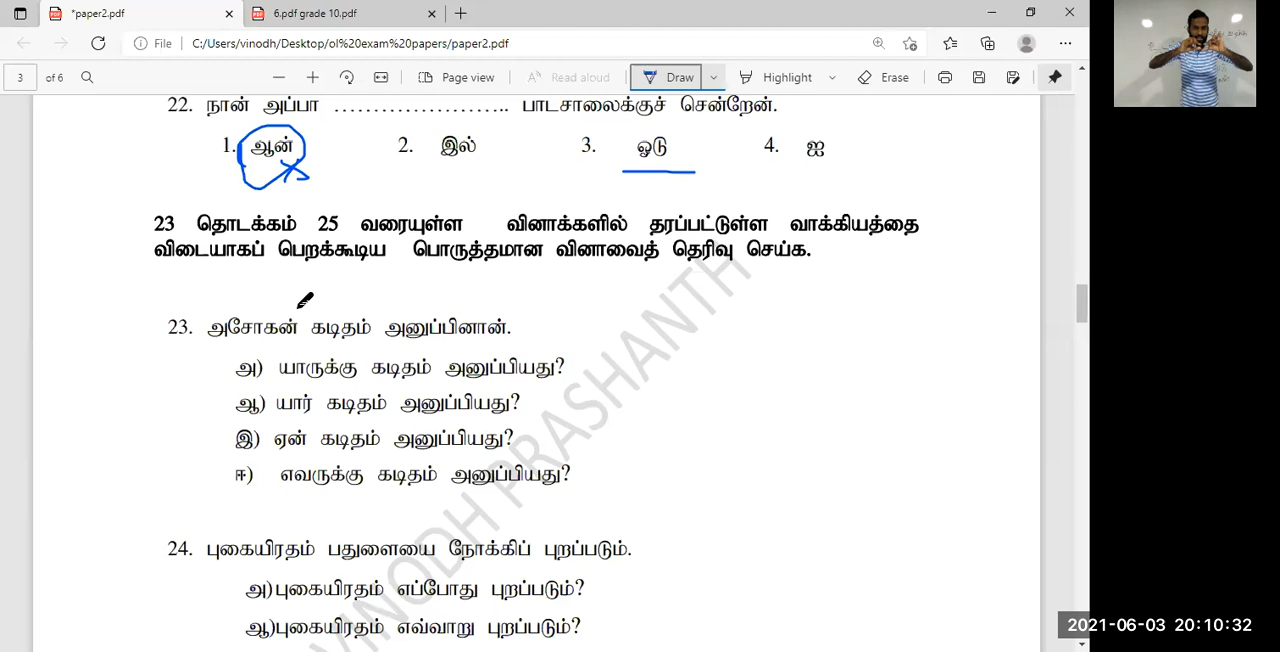 *paper2.pdf
6.pdf grade 10.pdf
File C:/Users/vinodh/Desktop/ol%20exam%20papers/paper2.pdf
3 of 6 Page view Read aloud Draw Highlight Erase
22. நான் அப்பா ...................... பாடசாலைக்குச் சென்றேன்.
1. ஆன் 2. இல் 3. ஓடு 4. ஐ
23 தொடக்கம் 25 வரையுள்ள வினாக்களில் தரப்பட்டுள்ள வாக்கியத்தை
விடையாகப் பெறக்கூடிய பொருத்தமான வினாவைத் தெரிவு செய்க.
23. அசோகன் கடிதம் அனுப்பினான்.
அ) யாருக்கு கடிதம் அனுப்பியது?
ஆ) யார் கடிதம் அனுப்பியது?
இ) ஏன் கடிதம் அனுப்பியது?
ஈ) எவருக்கு கடிதம் அனுப்பியது?
24. புகையிரதம் பதுளையை நோக்கிப் புறப்படும்.
அ)புகையிரதம் எப்போது புறப்படும்?
ஆ)புகையிரதம் எவ்வாறு புறப்படும்?
VINODH PRASHANTH
2021-06-03 20:10:32